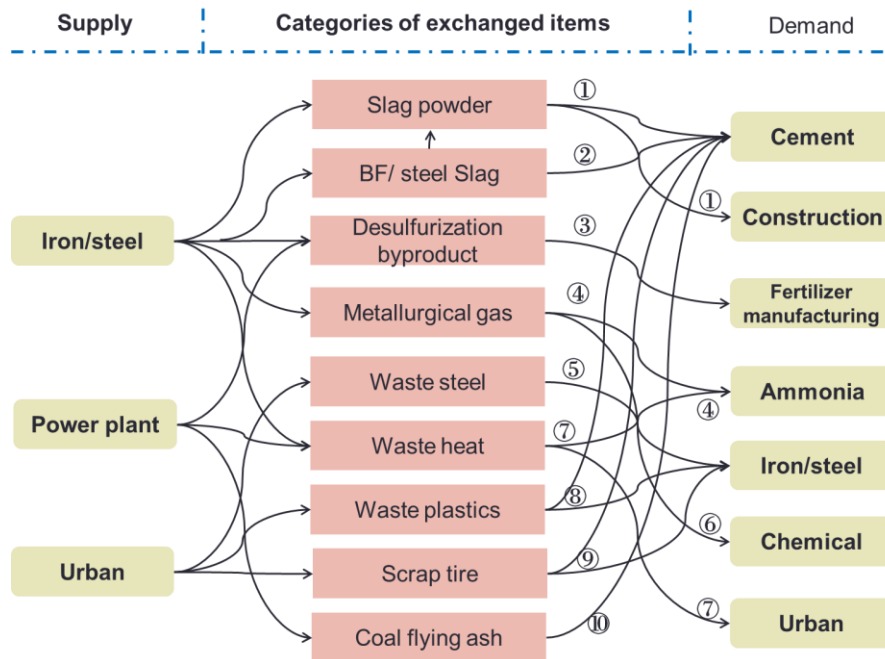 Supply
Categories of exchanged items
Demand
Slag powder
①
Cement
BF/ steel Slag
②
①
Construction
Iron/steel
Desulfurization
byproduct
③
Fertilizer
manufacturing
Metallurgical gas
④
Waste steel
⑤
Ammonia
④
Power plant
Waste heat
⑦
Iron/steel
Waste plastics
⑧
⑥
Chemical
Urban
Scrap tire
⑨
⑦
Urban
Coal flying ash
⑩